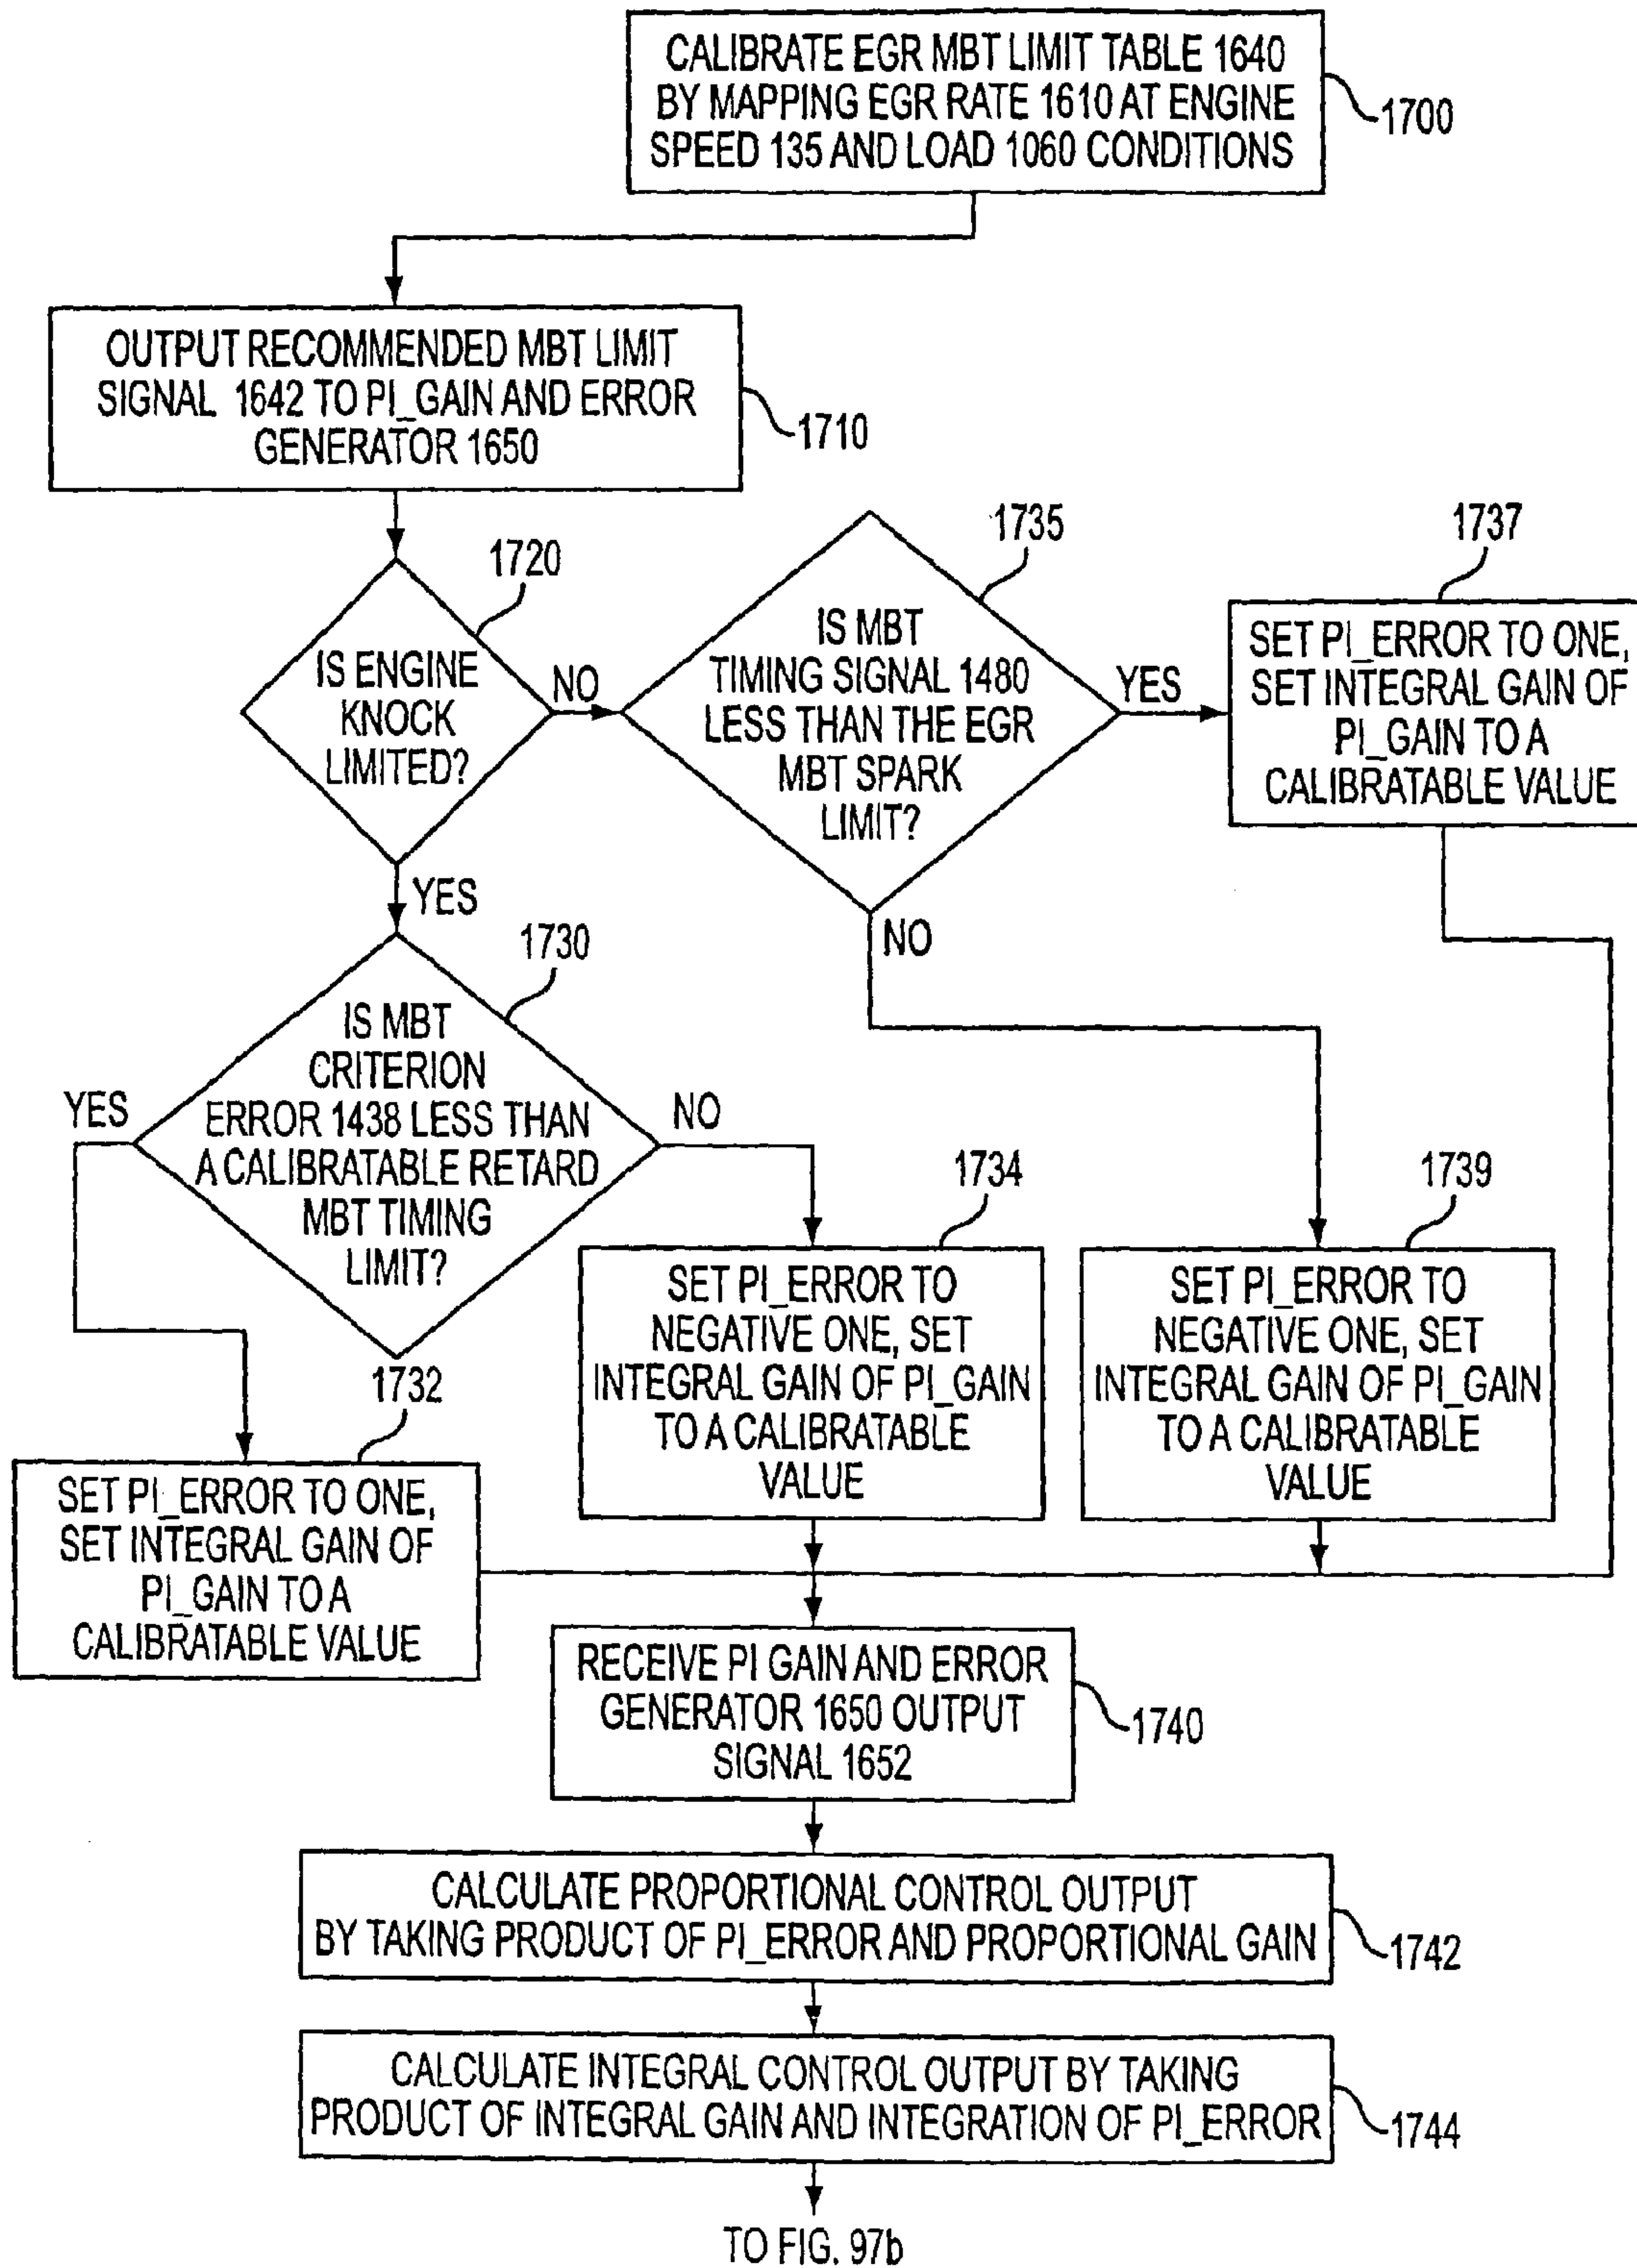 CALIBRATE EGR MBT LIMIT TABLE 1640
BY MAPPING EGR RATE 1610 AT ENGINE
SPEED 135 AND LOAD 1060 CONDITIONS
1700
OUTPUT RECOMMENDED MBT LIMIT
SIGNAL 1642 TO PI_GAIN AND ERROR
GENERATOR 1650
1710
1720
IS ENGINE
KNOCK
LIMITED?
NO
YES
1735
IS MBT
TIMING SIGNAL 1480
LESS THAN THE EGR
MBT SPARK
LIMIT?
YES
NO
1737
SET PI_ERROR TO ONE,
SET INTEGRAL GAIN OF
PI_GAIN TO A
CALIBRATABLE VALUE
1730
IS MBT
CRITERION
ERROR 1438 LESS THAN
A CALIBRATABLE RETARD
MBT TIMING
LIMIT?
YES
NO
1734
SET PI_ERROR TO
NEGATIVE ONE, SET
INTEGRAL GAIN OF PI_GAIN
TO A CALIBRATABLE
VALUE
1739
SET PI_ERROR TO
NEGATIVE ONE, SET
INTEGRAL GAIN OF PI_GAIN
TO A CALIBRATABLE
VALUE
1732
SET PI_ERROR TO ONE,
SET INTEGRAL GAIN OF
PI_GAIN TO A
CALIBRATABLE VALUE
RECEIVE PI GAIN AND ERROR
GENERATOR 1650 OUTPUT
SIGNAL 1652
1740
CALCULATE PROPORTIONAL CONTROL OUTPUT
BY TAKING PRODUCT OF PI_ERROR AND PROPORTIONAL GAIN
1742
CALCULATE INTEGRAL CONTROL OUTPUT BY TAKING
PRODUCT OF INTEGRAL GAIN AND INTEGRATION OF PI_ERROR
1744
TO FIG. 97b